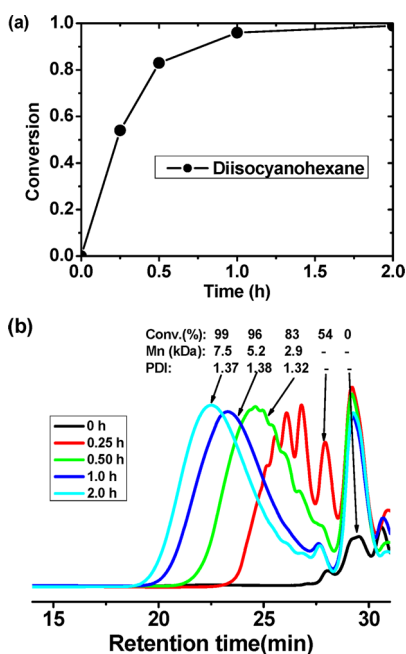 (a)
1.0
0.8
0.6
0.4
0.2
0.0
Conversion
Diisocyanohexane
0.0 0.5 1.0 1.5 2.0
Time (h)
(b)
Conv.(%) 99 96 83 54 0
Mn (kDa): 7.5 5.2 2.9 - -
PDI: 1.37 1.38 1.32 - -
0 h
0.25 h
0.50 h
1.0 h
2.0 h
15 20 25 30
Retention time(min)